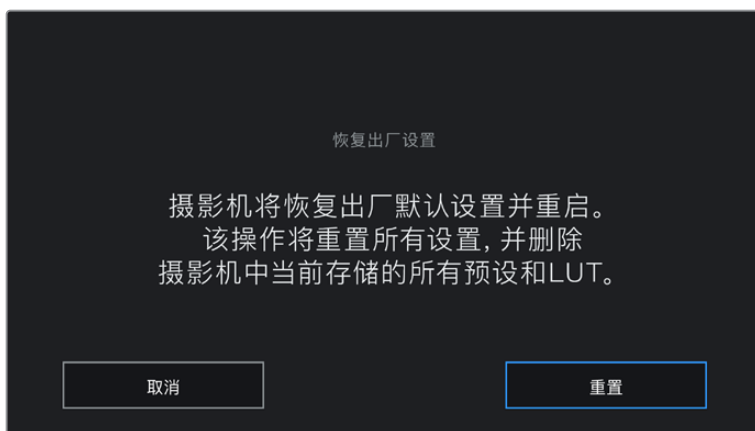 恢复出厂设置
摄影机将恢复出厂默认设置并重启。
该操作将重置所有设置, 并删除
摄影机中当前存储的所有预设和LUT。
取消
重置